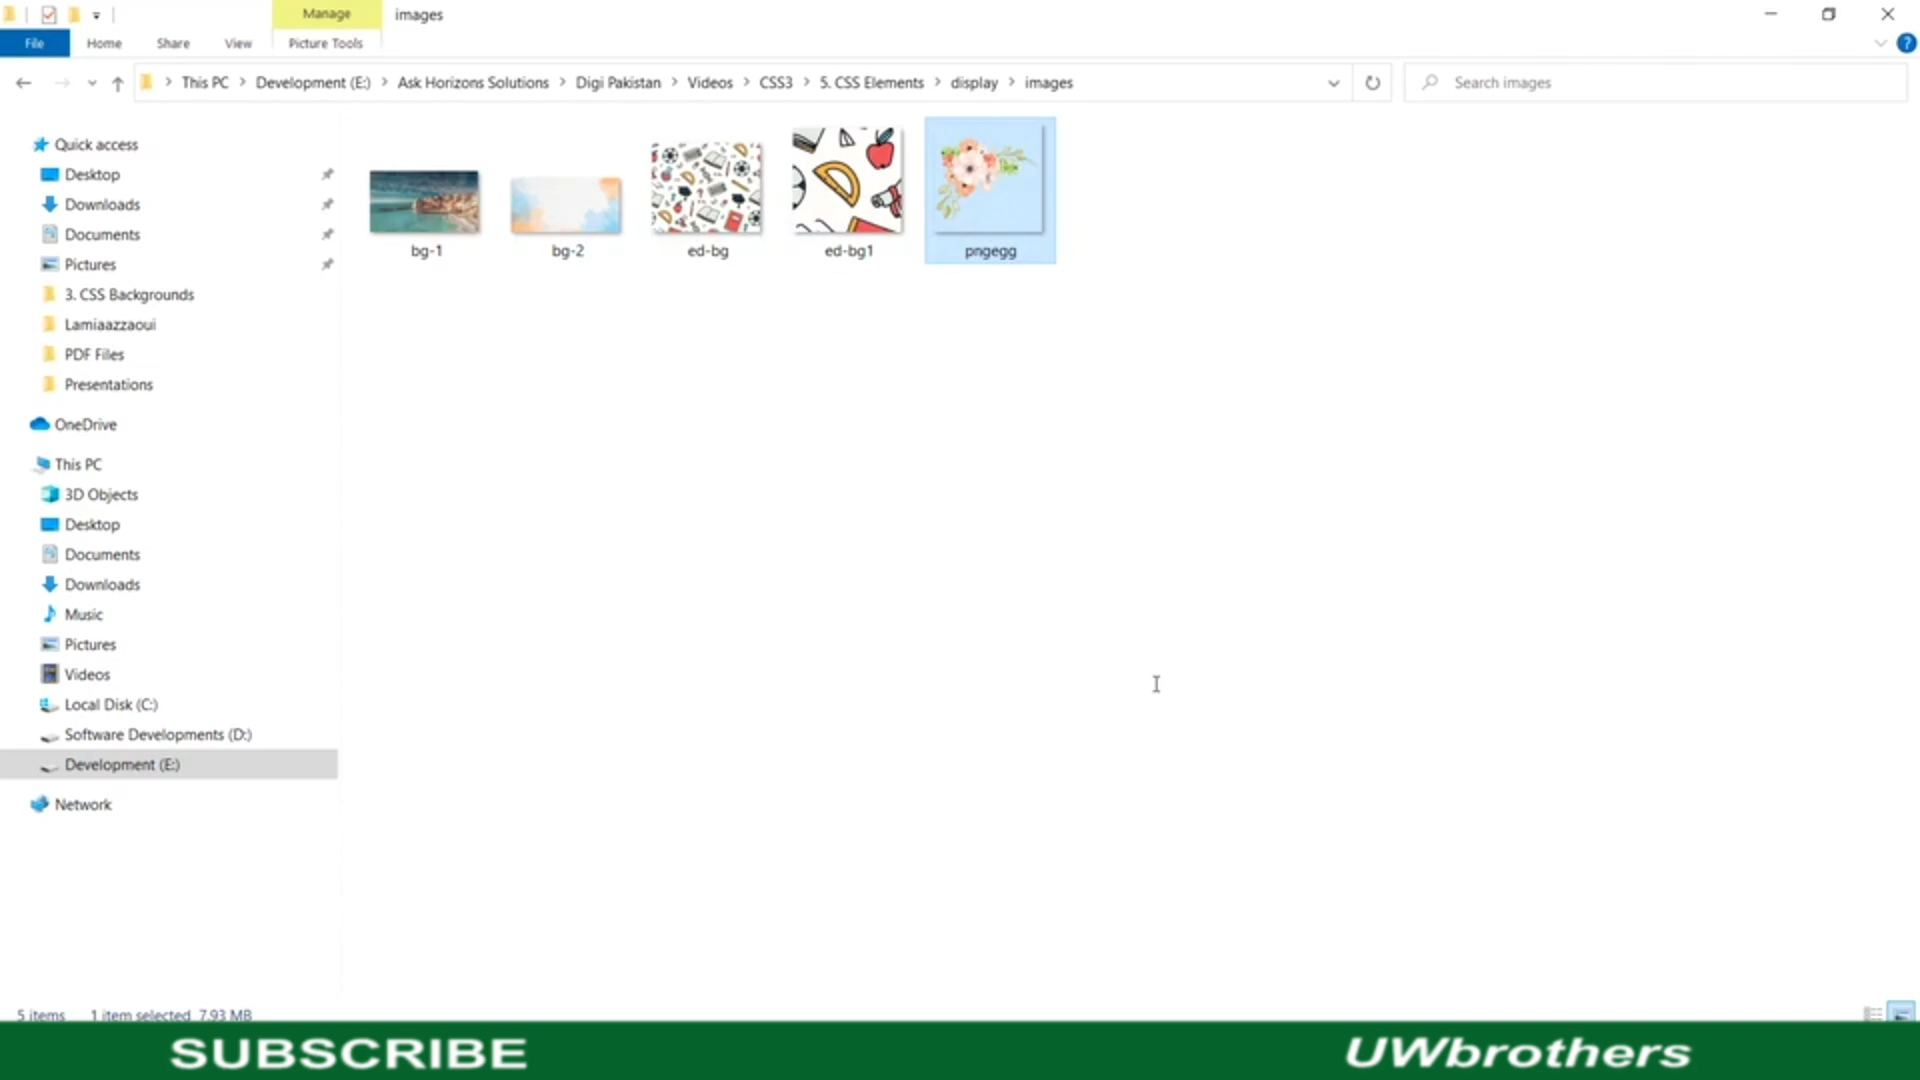 Manage
images
File
Home
Share
View
Picture Tools
This PC
Development (E:)
Ask Horizons Solutions
Digi Pakistan
Videos
CSS3
5. CSS Elements
display
images
Search images
Quick access
Desktop
Downloads
Documents
Pictures
3. CSS Backgrounds
Lamiaazzaoui
PDF Files
Presentations
OneDrive
This PC
3D Objects
Desktop
Documents
Downloads
Music
Pictures
Videos
Local Disk (C:)
Software Developments (D:)
Development (E:)
Network
bg-1
bg-2
ed-bg
ed-bg1
pngegg
5 items
1 item selected 7.93 MB
SUBSCRIBE
UWbrothers